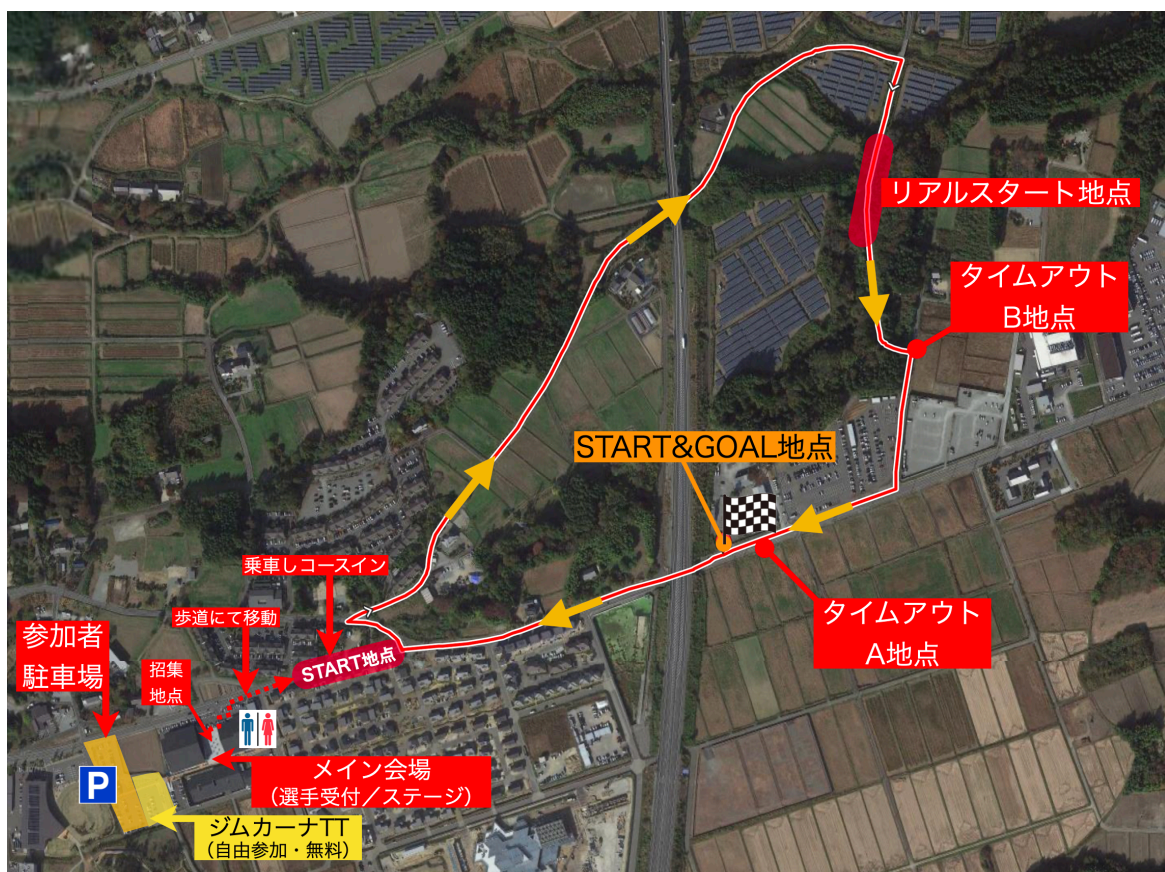 リアルスタート地点
タイムアウト
B地点
START&GOAL地点
タイムアウト
A地点
乗車しコースイン
歩道にて移動
START地点
参加者
駐車場
招集
地点
P
メイン会場
（選手受付／ステージ）
ジムカーナTT
（自由参加・無料）